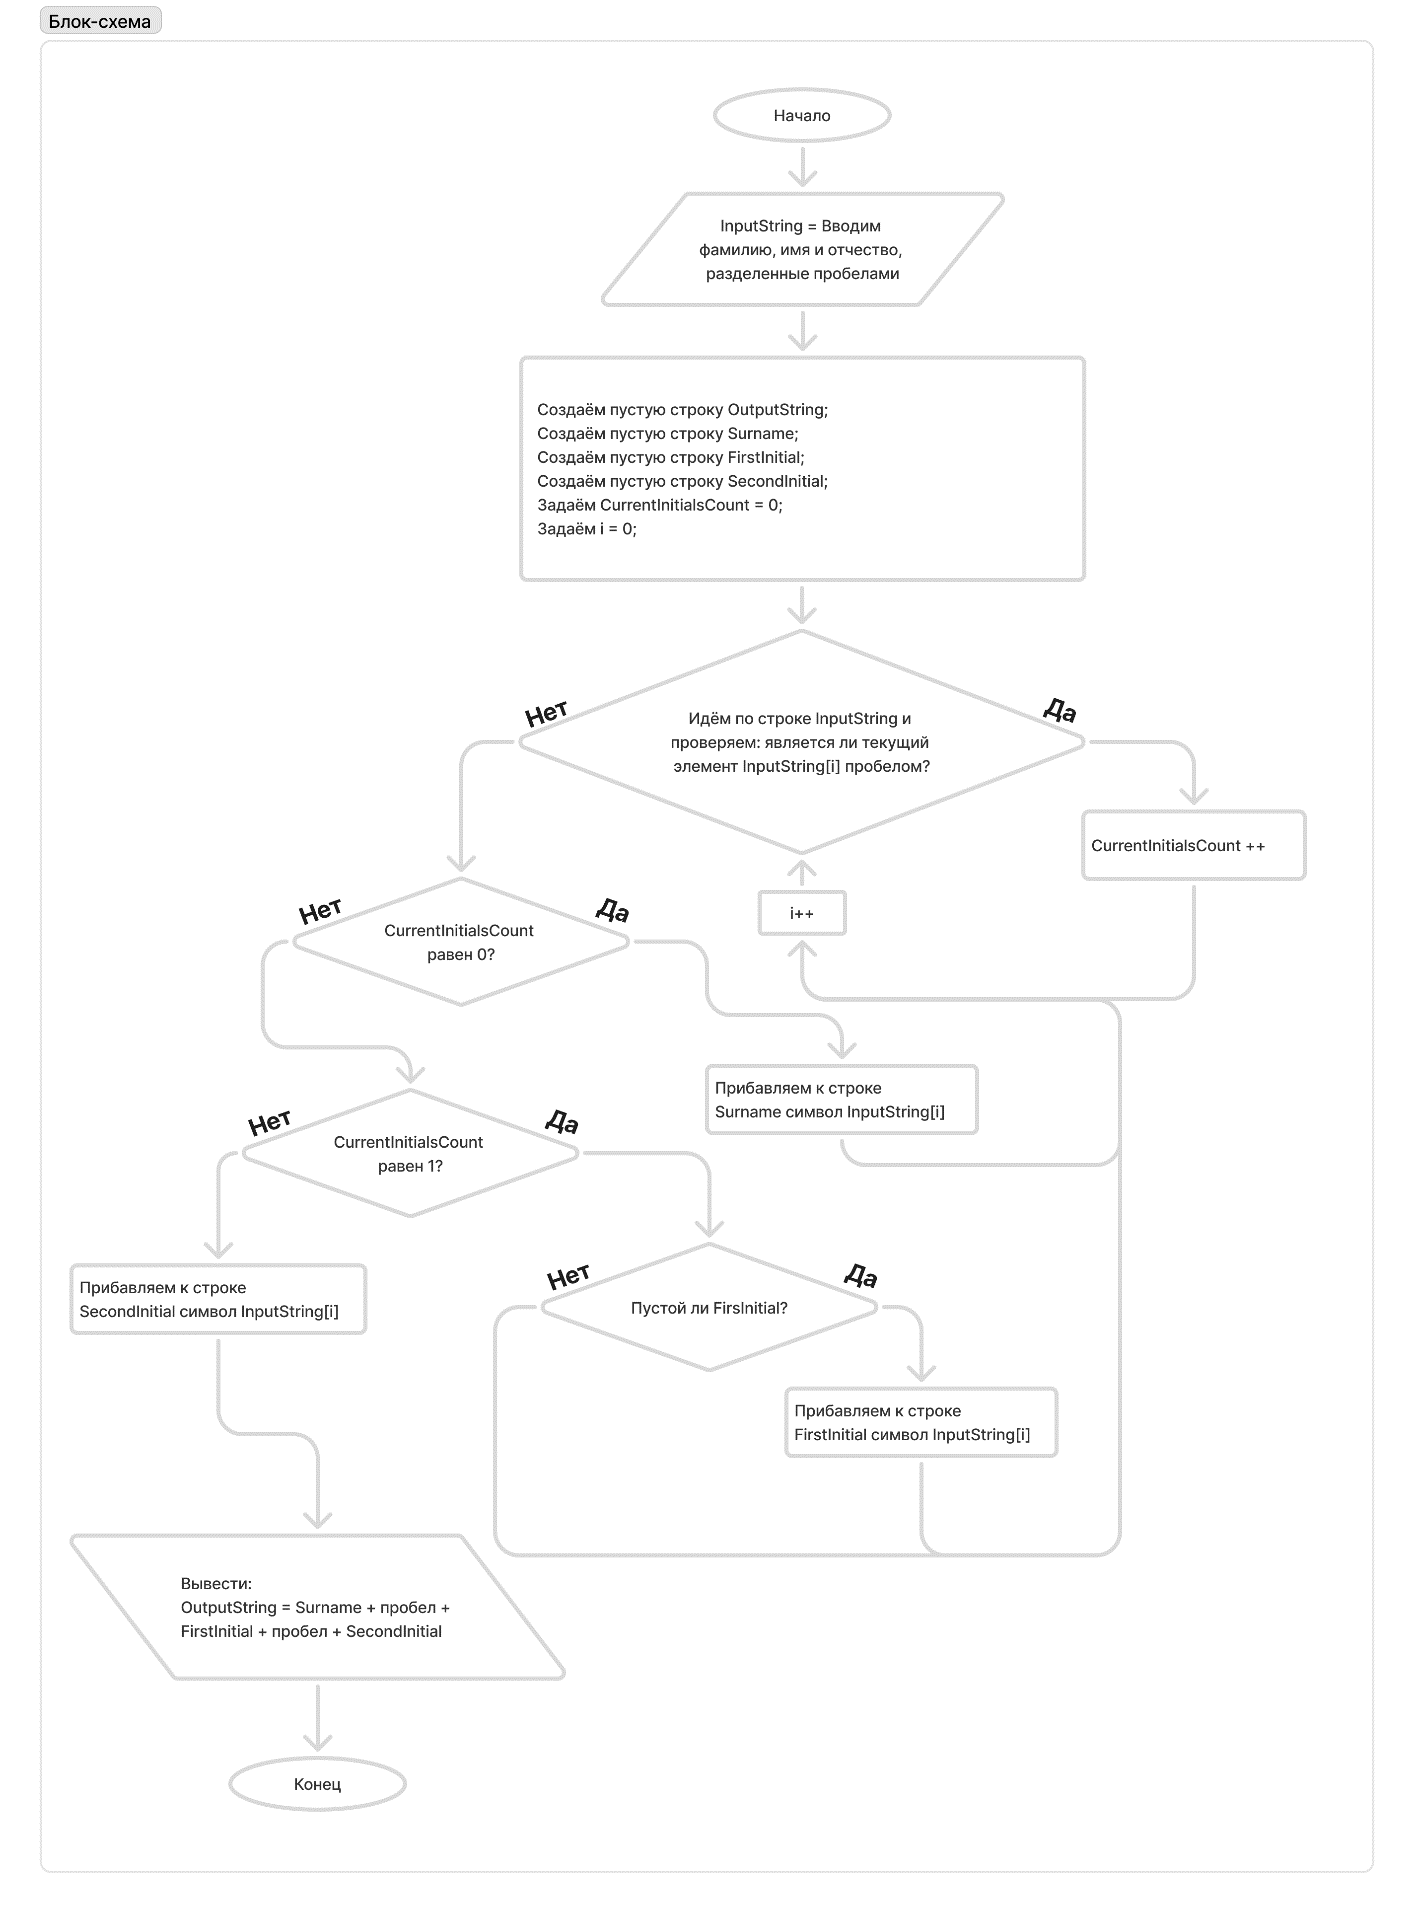 Блок-схема
Начало
InputString = Вводим
фамилию, имя и отчество,
разделенные пробелами
Создаём пустую строку OutputString;
Создаём пустую строку Surname;
Создаём пустую строку FirstInitial;
Создаём пустую строку SecondInitial;
Задаём CurrentInitialsCount = 0;
Задаём i = 0;
Нет
Да
Идём по строке InputString и
проверяем: является ли текущий
элемент InputString[i] пробелом?
CurrentInitialsCount ++
i++
Нет
Да
CurrentInitialsCount
равен 0?
Прибавляем к строке
Surname символ InputString[i]
Нет
Да
CurrentInitialsCount
равен 1?
Прибавляем к строке
SecondInitial символ InputString[i]
Нет
Да
Пустой ли FirsInitial?
Прибавляем к строке
FirstInitial символ InputString[i]
Вывести:
OutputString = Surname + пробел +
FirstInitial + пробел + SecondInitial
Конец